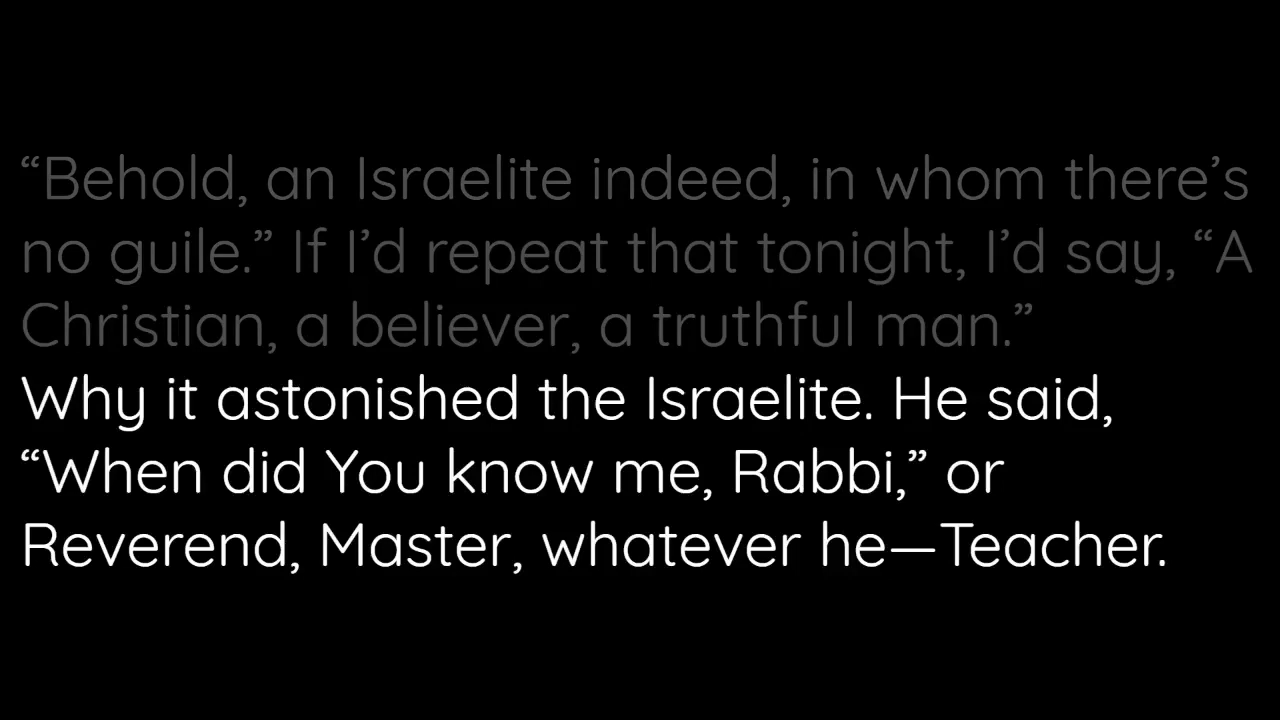 “Behold, an Israelite indeed, in whom there’s
no guile.” If I’d repeat that tonight, I’d say, “A
Christian, a believer, a truthful man.”
Why it astonished the Israelite. He said,
“When did You know me, Rabbi,” or
Reverend, Master, whatever he—Teacher.